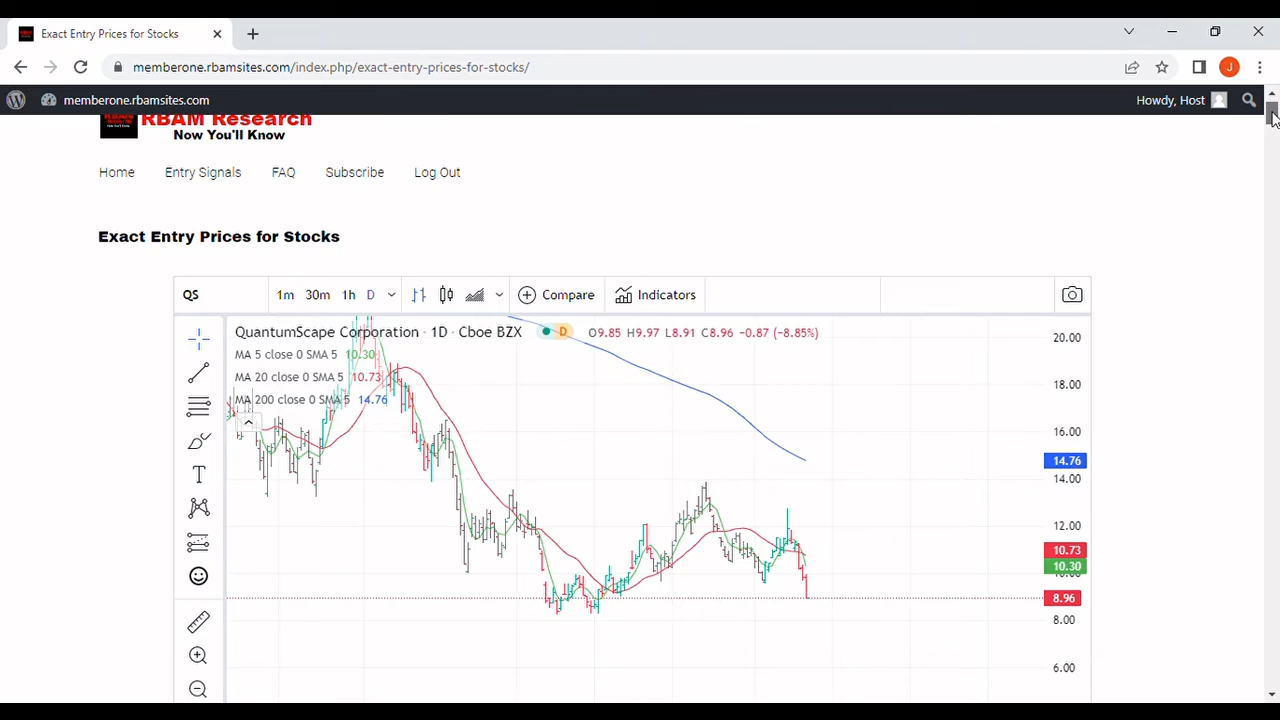 Exact Entry Prices for Stocks
memberone.rbamsites.com/index.php/exact-entry-prices-for-stocks/
J
memberone.rbamsites.com
Howdy, Host
RBAM Research
Now You'll Know
Home Entry Signals FAQ Subscribe Log Out
Exact Entry Prices for Stocks
QS 1m 30m 1h D Compare Indicators
QuantumScape Corporation · 1D · Cboe BZX D O9.85 H9.97 L8.91 C8.96 −0.87 (−8.85%)
MA 5 close 0 SMA 5 10.30
MA 20 close 0 SMA 5 10.73
MA 200 close 0 SMA 5 14.76
20.00
18.00
16.00
14.76
14.00
12.00
10.73
10.30
10.00
8.96
8.00
6.00
T